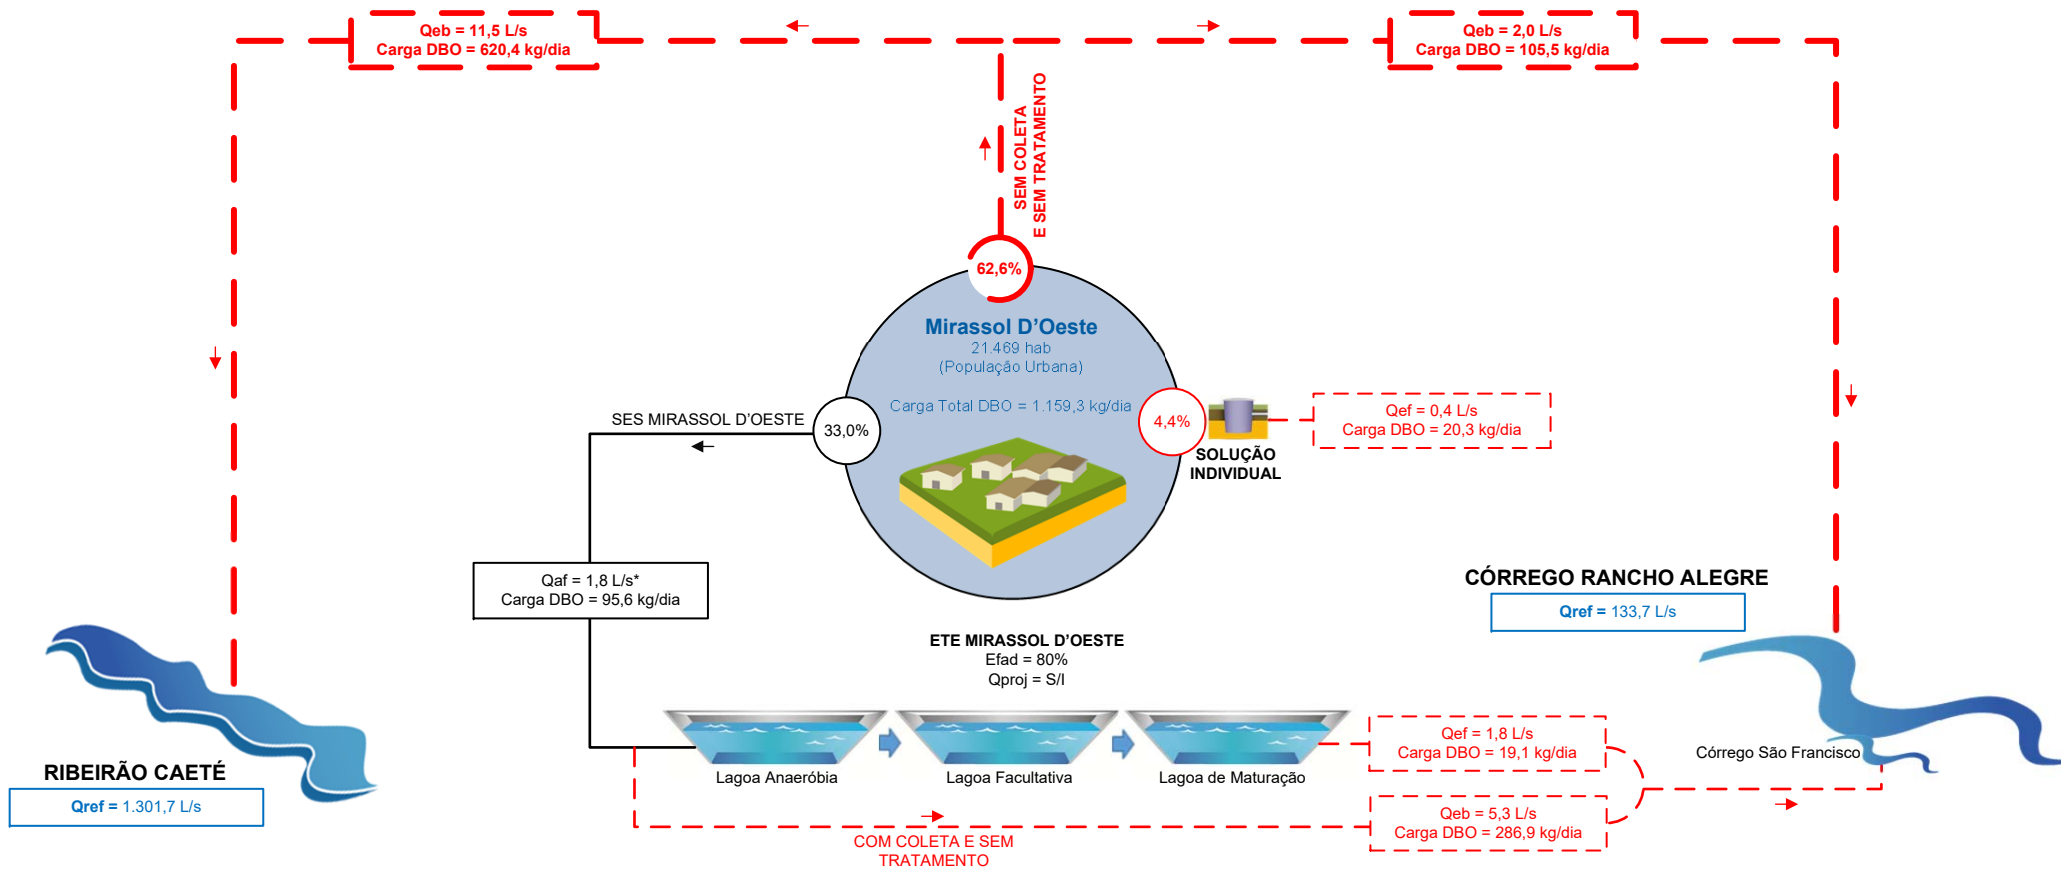 Qeb = 11,5 L/s
Carga DBO = 620,4 kg/dia
Qeb = 2,0 L/s
Carga DBO = 105,5 kg/dia
SEM COLETA
E SEM TRATAMENTO
62,6%
Mirassol D'Oeste
21.469 hab
(População Urbana)
Carga Total DBO = 1.159,3 kg/dia
SES MIRASSOL D'OESTE
33,0%
4,4%
SOLUÇÃO
INDIVIDUAL
Qef = 0,4 L/s
Carga DBO = 20,3 kg/dia
Qaf = 1,8 L/s*
Carga DBO = 95,6 kg/dia
CÓRREGO RANCHO ALEGRE
Qref = 133,7 L/s
ETE MIRASSOL D'OESTE
Efad = 80%
Qproj = S/I
Lagoa Anaeróbia
Lagoa Facultativa
Lagoa de Maturação
Qef = 1,8 L/s
Carga DBO = 19,1 kg/dia
Córrego São Francisco
RIBEIRÃO CAETÉ
Qref = 1.301,7 L/s
Qeb = 5,3 L/s
Carga DBO = 286,9 kg/dia
COM COLETA E SEM
TRATAMENTO